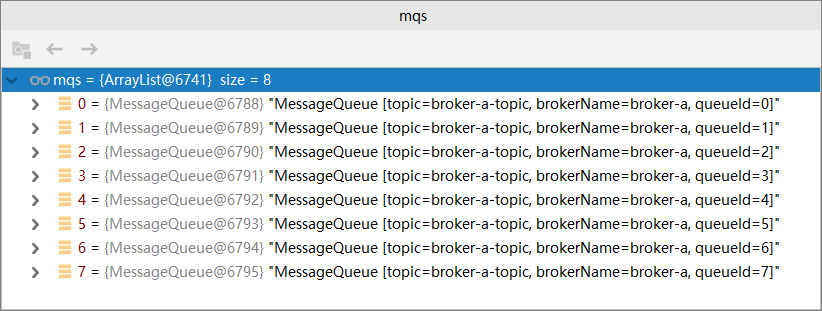 mqs
mqs = {ArrayList@6741} size = 8
0 = {MessageQueue@6788} "MessageQueue [topic=broker-a-topic, brokerName=broker-a, queueId=0]"
1 = {MessageQueue@6789} "MessageQueue [topic=broker-a-topic, brokerName=broker-a, queueId=1]"
2 = {MessageQueue@6790} "MessageQueue [topic=broker-a-topic, brokerName=broker-a, queueId=2]"
3 = {MessageQueue@6791} "MessageQueue [topic=broker-a-topic, brokerName=broker-a, queueId=3]"
4 = {MessageQueue@6792} "MessageQueue [topic=broker-a-topic, brokerName=broker-a, queueId=4]"
5 = {MessageQueue@6793} "MessageQueue [topic=broker-a-topic, brokerName=broker-a, queueId=5]"
6 = {MessageQueue@6794} "MessageQueue [topic=broker-a-topic, brokerName=broker-a, queueId=6]"
7 = {MessageQueue@6795} "MessageQueue [topic=broker-a-topic, brokerName=broker-a, queueId=7]"